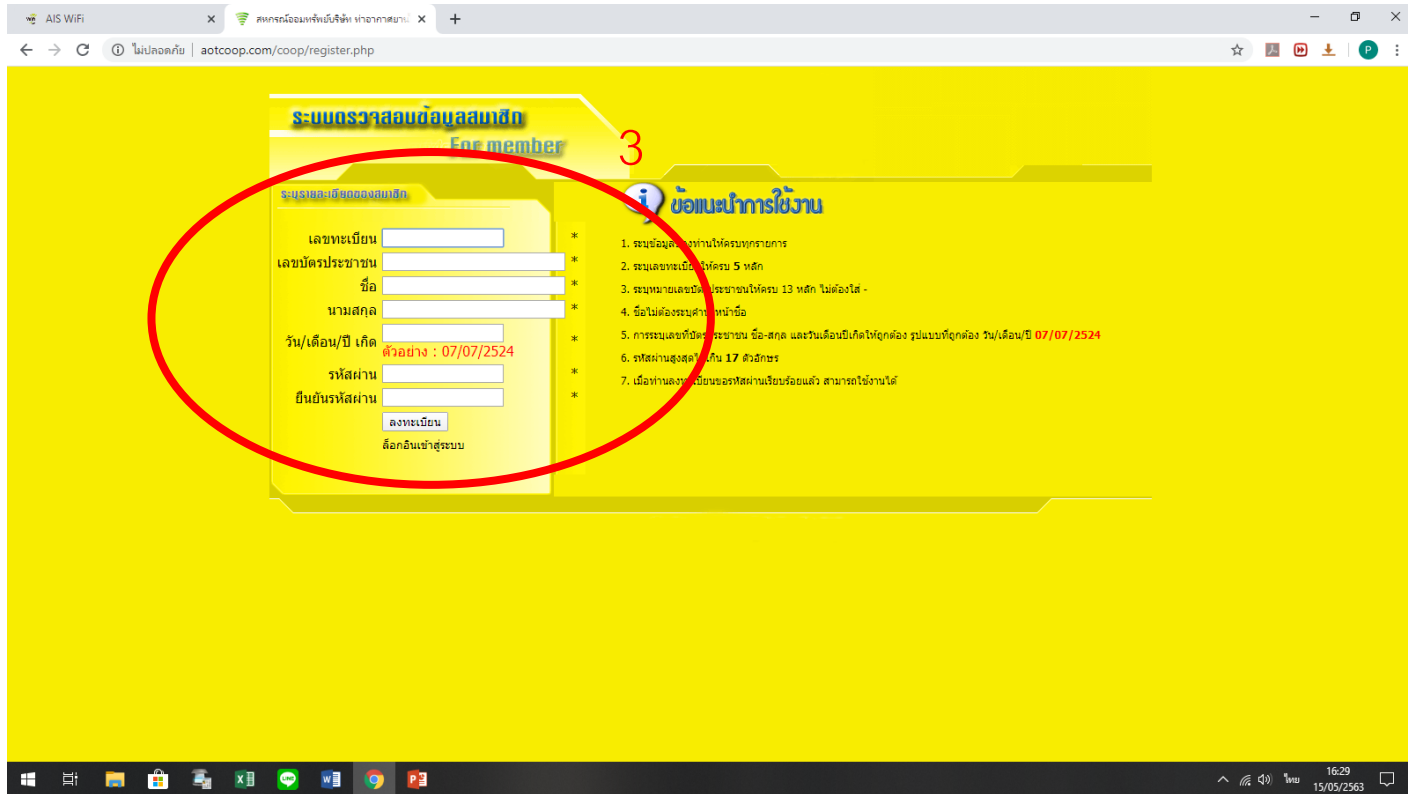 AIS WiFi
สหกรณ์ออมทรัพย์บริษัท ท่าอากาศยาน
ไม่ปลอดภัย | aotcoop.com/coop/register.php
ระบบตรวจสอบข้อมูลสมาชิก
For member
3
ระบุรายละเอียดของสมาชิก
เลขทะเบียน *
เลขบัตรประชาชน *
ชื่อ *
นามสกุล *
วัน/เดือน/ปี เกิด *
ตัวอย่าง : 07/07/2524
รหัสผ่าน *
ยืนยันรหัสผ่าน *
ลงทะเบียน
ล็อกอินเข้าสู่ระบบ
ข้อแนะนำการใช้งาน
1. ระบุข้อมูลของท่านให้ครบทุกรายการ
2. ระบุเลขทะเบียนให้ครบ 5 หลัก
3. ระบุหมายเลขบัตรประชาชนให้ครบ 13 หลัก ไม่ต้องใส่ -
4. ชื่อไม่ต้องระบุคำนำหน้าชื่อ
5. การระบุเลขที่บัตรประชาชน ชื่อ-สกุล และวันเดือนปีเกิดให้ถูกต้อง รูปแบบที่ถูกต้อง วัน/เดือน/ปี 07/07/2524
6. รหัสผ่านสูงสุดไม่เกิน 17 ตัวอักษร
7. เมื่อท่านลงทะเบียนขอรหัสผ่านเรียบร้อยแล้ว สามารถใช้งานได้
ไทย
16:29
15/05/2563